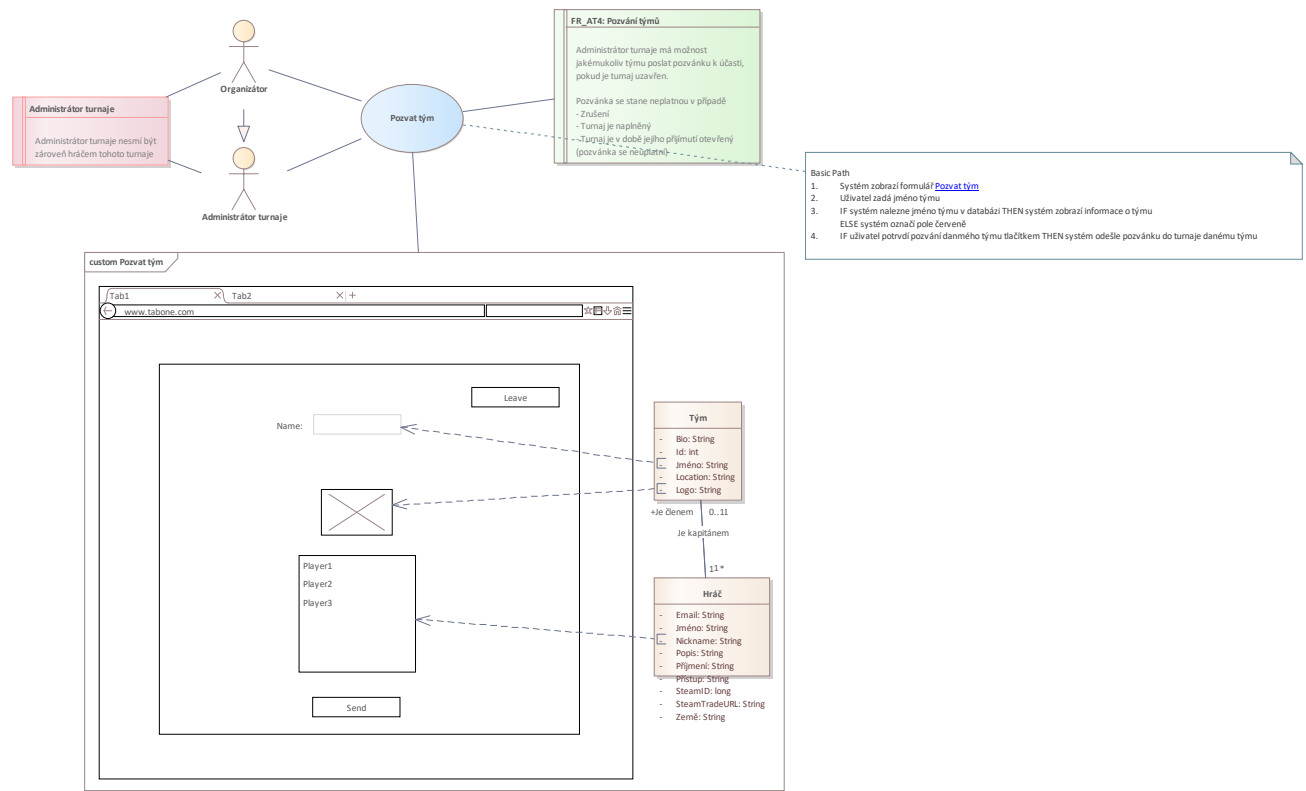 FR_AT4: Pozvání týmů
Administrátor turnaje má možnost
jakémukoliv týmu poslat pozvánku k účasti,
pokud je turnaj uzavřen.
Pozvánka se stane neplatnou v případě
- Zrušení
- Turnaj je naplněný
- Turnaj je v době jejího přijímutí otevřený
(pozvánka se neuplatní)
Organizátor
Administrátor turnaje
Administrátor turnaje nesmí být
zároveň hráčem tohoto turnaje
Pozvat tým
Administrátor turnaje
Basic Path
1. Systém zobrazí formulář Pozvat tým
2. Uživatel zadá jméno týmu
3. IF systém nalezne jméno týmu v databázi THEN systém zobrazí informace o týmu
ELSE systém označí pole červeně
4. IF uživatel potrvdí pozvání danmého týmu tlačítkem THEN systém odešle pozvánku do turnaje danému týmu
custom Pozvat tým
Tab1 Tab2
www.tabone.com
Leave
Name:
Player1
Player2
Player3
Send
Tým
- Bio: String
- Id: int
- Jméno: String
- Location: String
- Logo: String
+Je členem 0..11
Je kapitánem
11 *
Hráč
- Email: String
- Jméno: String
- Nickname: String
- Popis: String
- Příjmení: String
- Přístup: String
- SteamID: long
- SteamTradeURL: String
- Země: String